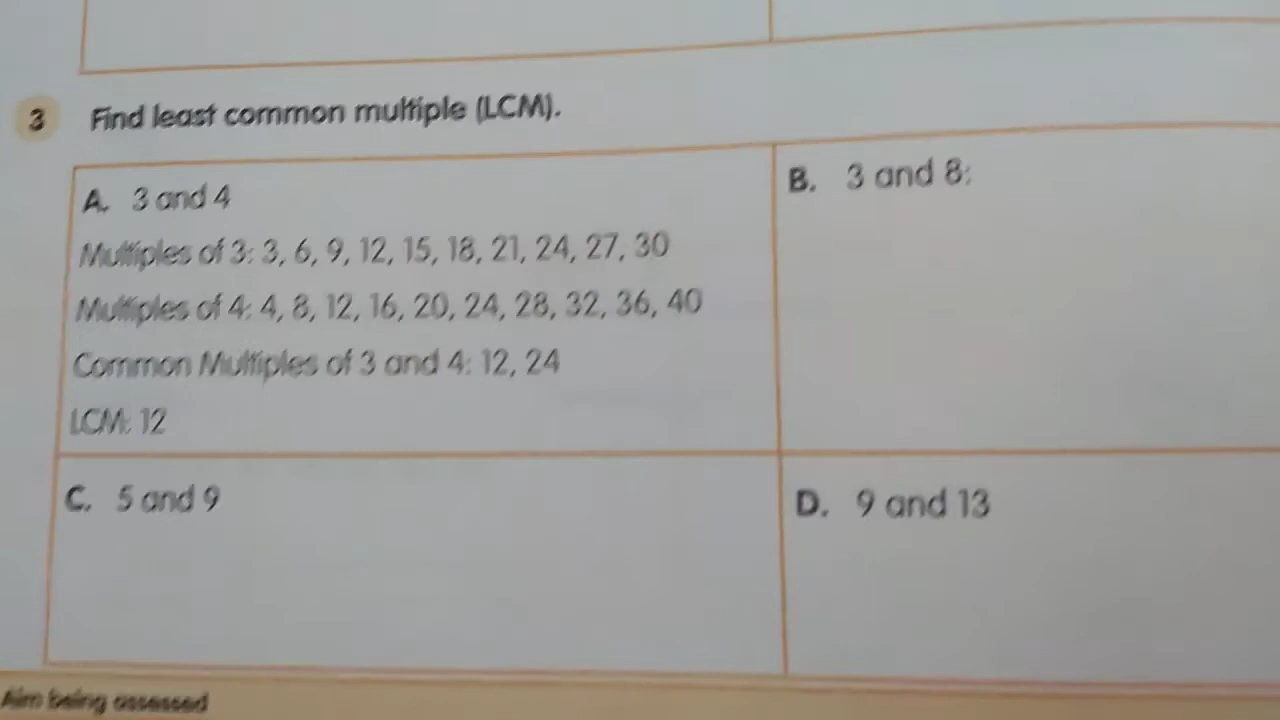 3 Find least common multiple (LCM).
A. 3 and 4
Multiples of 3: 3, 6, 9, 12, 15, 18, 21, 24, 27, 30
Multiples of 4: 4, 8, 12, 16, 20, 24, 28, 32, 36, 40
Common Multiples of 3 and 4: 12, 24
LCM: 12
B. 3 and 8:
C. 5 and 9
D. 9 and 13
Aim being assessed